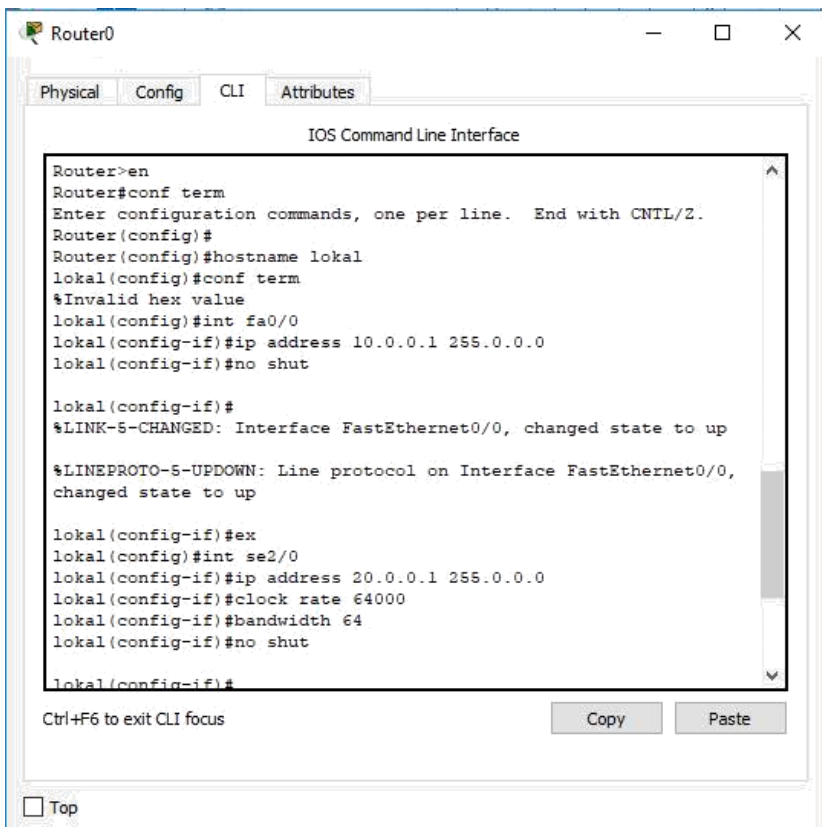 Router0
Physical Config CLI Attributes
IOS Command Line Interface
Router>en
Router#conf term
Enter configuration commands, one per line.  End with CNTL/Z.
Router(config)#
Router(config)#hostname lokal
lokal(config)#conf term
%Invalid hex value
lokal(config)#int fa0/0
lokal(config-if)#ip address 10.0.0.1 255.0.0.0
lokal(config-if)#no shut
lokal(config-if)#
%LINK-5-CHANGED: Interface FastEthernet0/0, changed state to up
%LINEPROTO-5-UPDOWN: Line protocol on Interface FastEthernet0/0,
changed state to up
lokal(config-if)#ex
lokal(config)#int se2/0
lokal(config-if)#ip address 20.0.0.1 255.0.0.0
lokal(config-if)#clock rate 64000
lokal(config-if)#bandwidth 64
lokal(config-if)#no shut
lokal(config-if)#
Ctrl+F6 to exit CLI focus
Copy Paste
Top